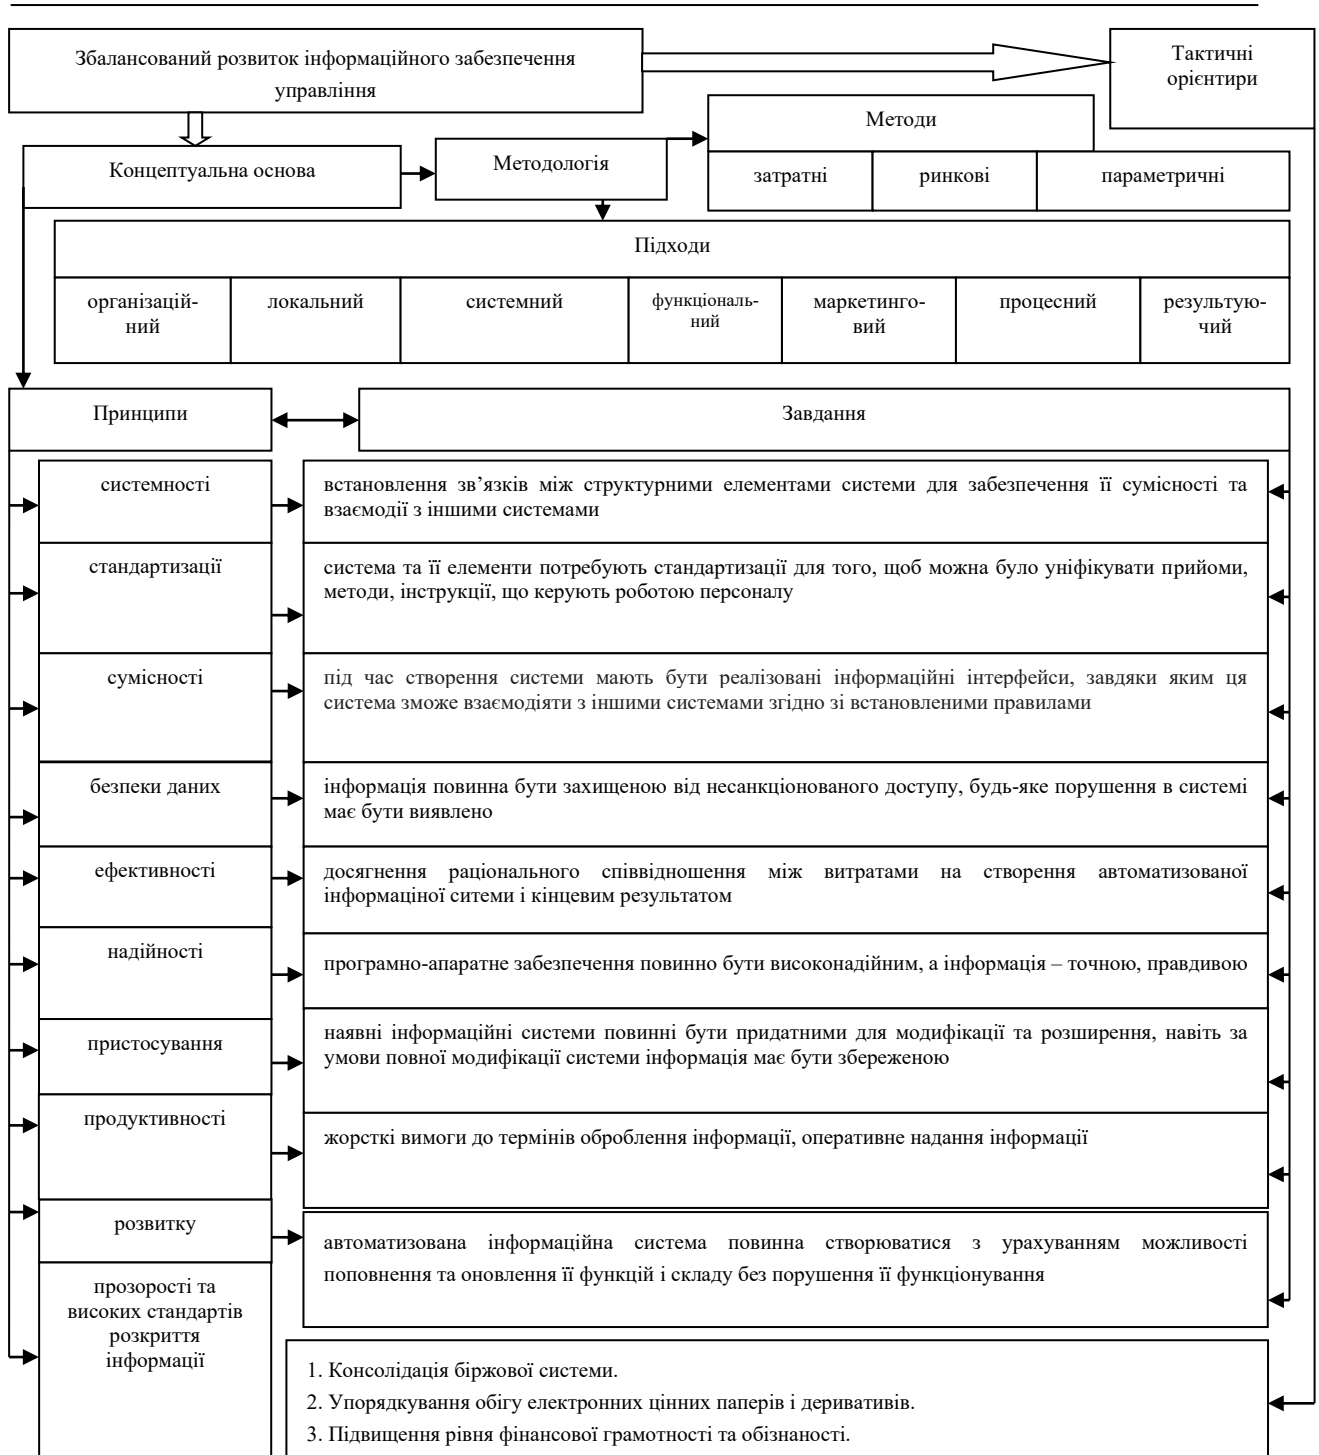 Збалансований розвиток інформаційного забезпечення
управління
Тактичні
орієнтири
Методи
Концептуальна основа
Методологія
затратні
ринкові
параметричні
Підходи
організацій-
ний
локальний
системний
функціональ-
ний
маркетинго-
вий
процесний
результую-
чий
Принципи
Завдання
системності
встановлення зв’язків між структурними елементами системи для забезпечення її сумісності та
взаємодії з іншими системами
стандартизації
система та її елементи потребують стандартизації для того, щоб можна було уніфікувати прийоми,
методи, інструкції, що керують роботою персоналу
сумісності
під час створення системи мають бути реалізовані інформаційні інтерфейси, завдяки яким ця
система зможе взаємодіяти з іншими системами згідно зі встановленими правилами
безпеки даних
інформація повинна бути захищеною від несанкціонованого доступу, будь-яке порушення в системі
має бути виявлено
ефективності
досягнення раціонального співвідношення між витратами на створення автоматизованої
інформаціної ситеми і кінцевим результатом
надійності
програмно-апаратне забезпечення повинно бути високонадійним, а інформація – точною, правдивою
пристосування
наявні інформаційні системи повинні бути придатними для модифікації та розширення, навіть за
умови повної модифікації системи інформація має бути збереженою
продуктивності
жорсткі вимоги до термінів оброблення інформації, оперативне надання інформації
розвитку
автоматизована інформаційна система повинна створюватися з урахуванням можливості
поповнення та оновлення її функцій і складу без порушення її функціонування
прозорості та
високих стандартів
розкриття
інформації
1. Консолідація біржової системи.
2. Упорядкування обігу електронних цінних паперів і деривативів.
3. Підвищення рівня фінансової грамотності та обізнаності.